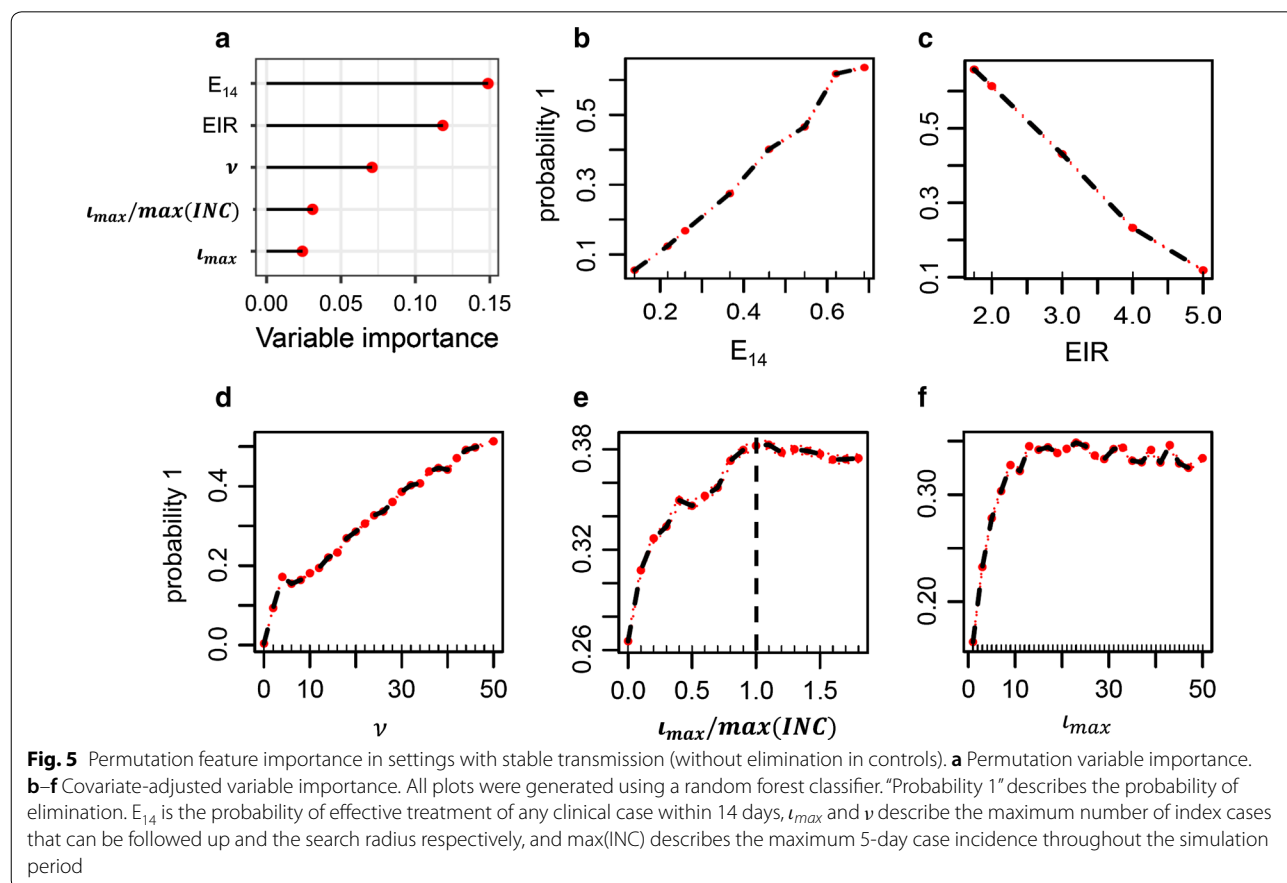 a
E14
EIR
ν
ιmax/max(INC)
ιmax
0.00 0.05 0.10 0.15
Variable importance
b
probability 1
0.1 0.3 0.5
0.2 0.4 0.6
E14
c
0.1 0.3 0.5
2.0 3.0 4.0 5.0
EIR
d
probability 1
0.0 0.2 0.4
0 10 30 50
ν
e
0.26 0.32 0.38
0.0 0.5 1.0 1.5
ιmax/max(INC)
f
0.20 0.30
0 10 30 50
ιmax
Fig. 5 Permutation feature importance in settings with stable transmission (without elimination in controls). a Permutation variable importance.
b–f Covariate-adjusted variable importance. All plots were generated using a random forest classifier. "Probability 1" describes the probability of
elimination. E14 is the probability of effective treatment of any clinical case within 14 days, ιmax and ν describe the maximum number of index cases
that can be followed up and the search radius respectively, and max(INC) describes the maximum 5-day case incidence throughout the simulation
period